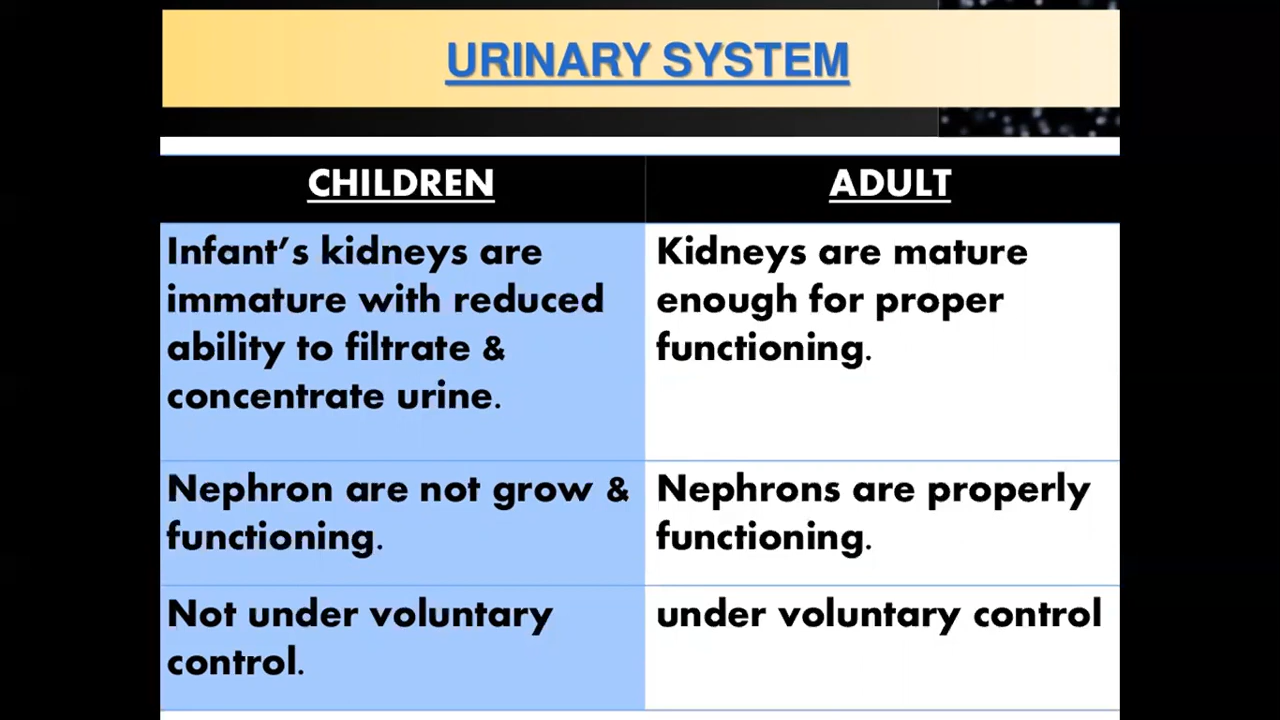 URINARY SYSTEM
CHILDREN
ADULT
Infant's kidneys are
immature with reduced
ability to filtrate &
concentrate urine.
Kidneys are mature
enough for proper
functioning.
Nephron are not grow &
functioning.
Nephrons are properly
functioning.
Not under voluntary
control.
under voluntary control